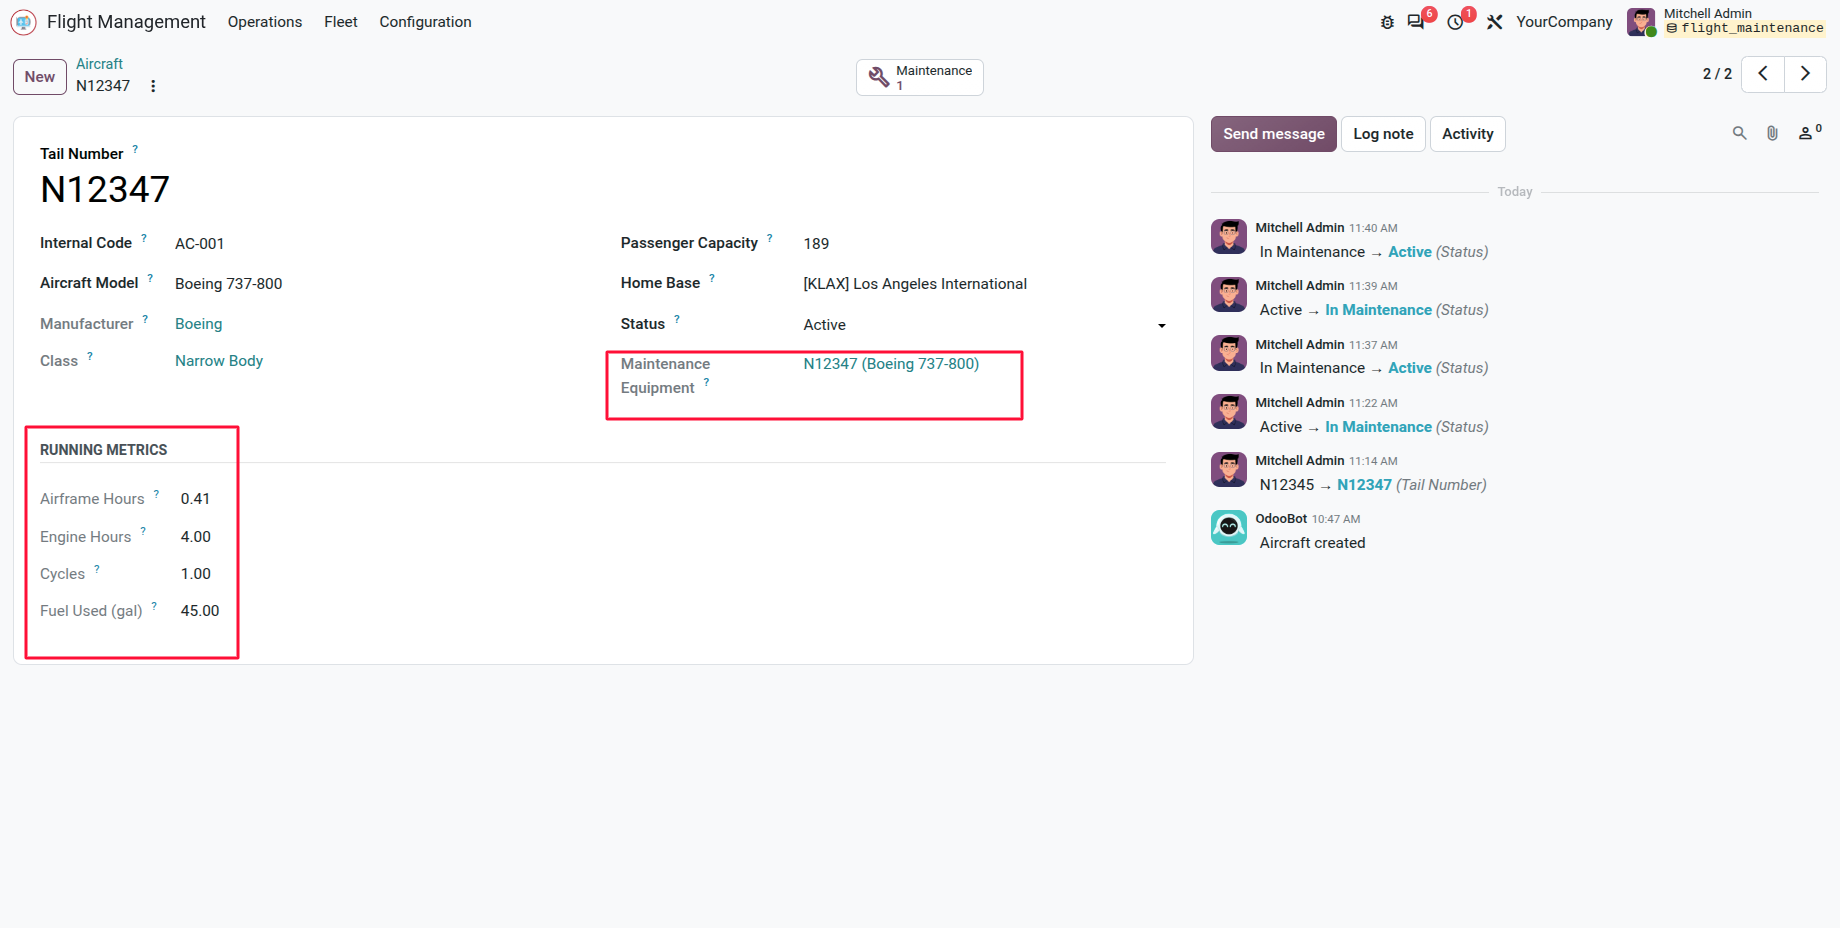 Flight Management Operations Fleet Configuration 6 1 YourCompany Mitchell Admin
flight_maintenance
New Aircraft
N12347
Maintenance
1
2 / 2
Tail Number ?
N12347
Internal Code ? AC-001
Aircraft Model ? Boeing 737-800
Manufacturer ? Boeing
Class ? Narrow Body
Passenger Capacity ? 189
Home Base ? [KLAX] Los Angeles International
Status ? Active
Maintenance N12347 (Boeing 737-800)
Equipment ?
RUNNING METRICS
Airframe Hours ? 0.41
Engine Hours ? 4.00
Cycles ? 1.00
Fuel Used (gal) ? 45.00
Send message Log note Activity 0
Today
Mitchell Admin 11:40 AM
In Maintenance → Active (Status)
Mitchell Admin 11:39 AM
Active → In Maintenance (Status)
Mitchell Admin 11:37 AM
In Maintenance → Active (Status)
Mitchell Admin 11:22 AM
Active → In Maintenance (Status)
Mitchell Admin 11:14 AM
N12345 → N12347 (Tail Number)
OdooBot 10:47 AM
Aircraft created